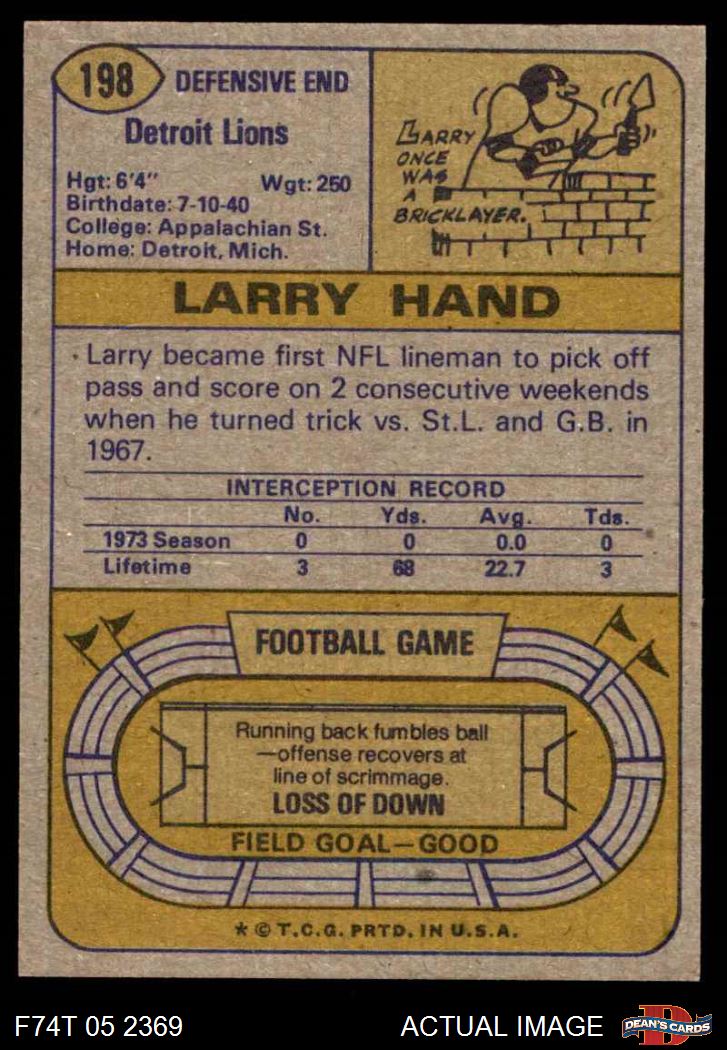 198
DEFENSIVE END
Detroit Lions
Hgt: 6'4" Wgt: 250
Birthdate: 7-10-40
College: Appalachian St.
Home: Detroit, Mich.
LARRY
ONCE
WAS
A
BRICKLAYER.
LARRY HAND
Larry became first NFL lineman to pick off
pass and score on 2 consecutive weekends
when he turned trick vs. St.L. and G.B. in
1967.
INTERCEPTION RECORD
No. Yds. Avg. Tds.
1973 Season 0 0 0.0 0
Lifetime 3 68 22.7 3
FOOTBALL GAME
Running back fumbles ball
—offense recovers at
line of scrimmage.
LOSS OF DOWN
FIELD GOAL—GOOD
* © T.C.G. PRTD. IN U.S.A.
F74T 05 2369
ACTUAL IMAGE
D
DEAN'S CARDS